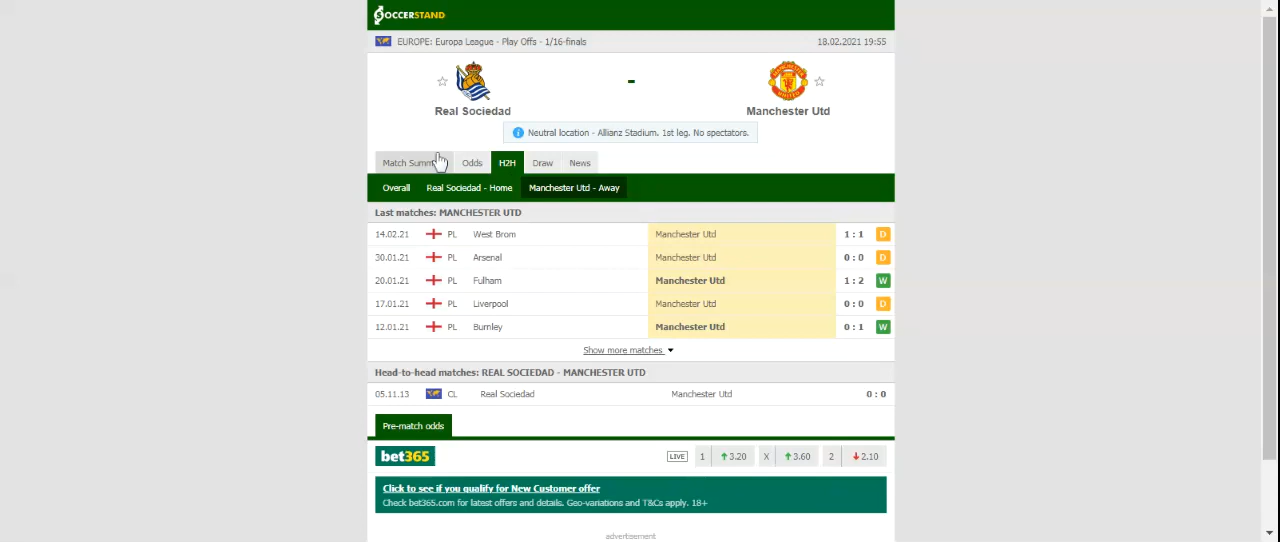 SOCCERSTAND
EUROPE: Europa League - Play Offs - 1/16-finals 18.02.2021 19:55
-
Real Sociedad Manchester Utd
Neutral location - Allianz Stadium. 1st leg. No spectators.
Match Summ Odds H2H Draw News
Overall Real Sociedad - Home Manchester Utd - Away
Last matches: MANCHESTER UTD
14.02.21 PL West Brom Manchester Utd 1 : 1 D
30.01.21 PL Arsenal Manchester Utd 0 : 0 D
20.01.21 PL Fulham Manchester Utd 1 : 2 W
17.01.21 PL Liverpool Manchester Utd 0 : 0 D
12.01.21 PL Burnley Manchester Utd 0 : 1 W
Show more matches
Head-to-head matches: REAL SOCIEDAD - MANCHESTER UTD
05.11.13 CL Real Sociedad Manchester Utd 0 : 0
Pre-match odds
bet365 LIVE 1 3.20 X 3.60 2 2.10
Click to see if you qualify for New Customer offer
Check bet365.com for latest offers and details. Geo-variations and T&Cs apply. 18+
advertisement